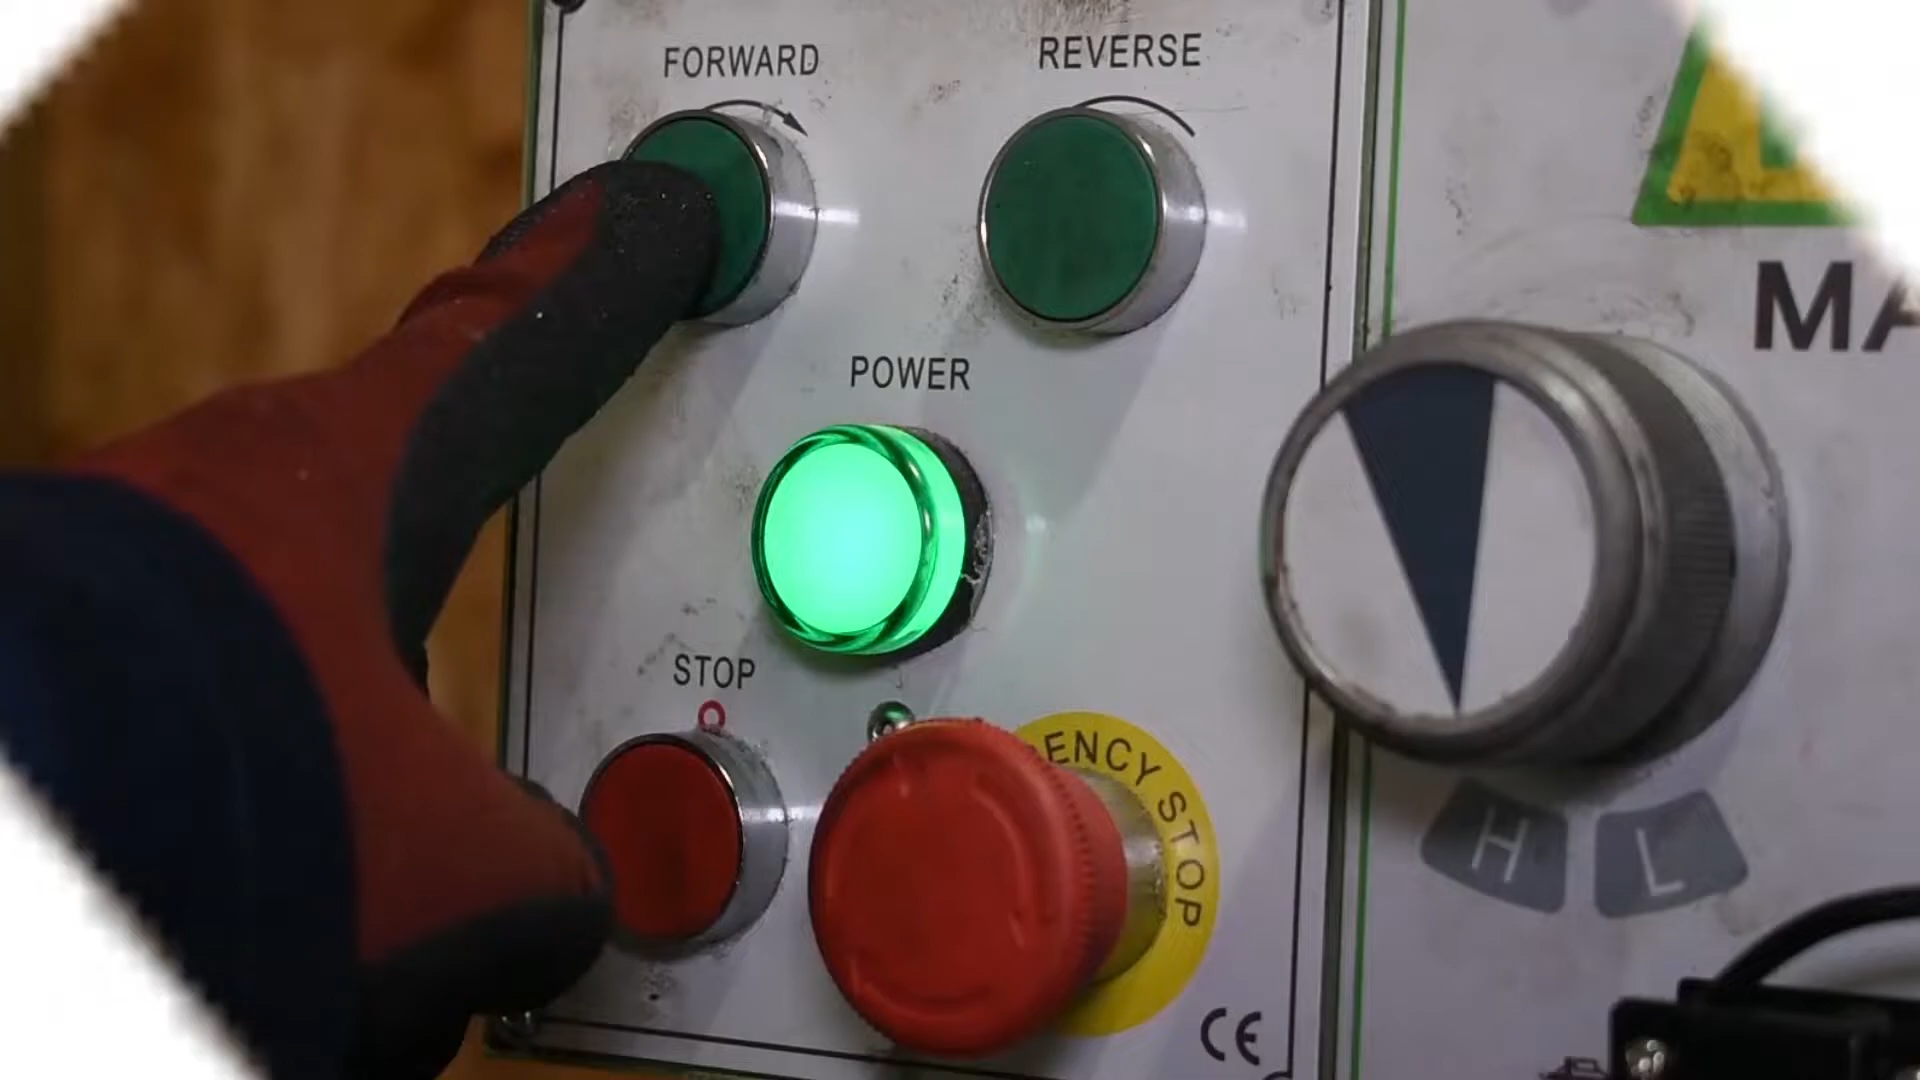 FORWARD
REVERSE
MA
POWER
STOP
ENCY STOP
H
L
CE